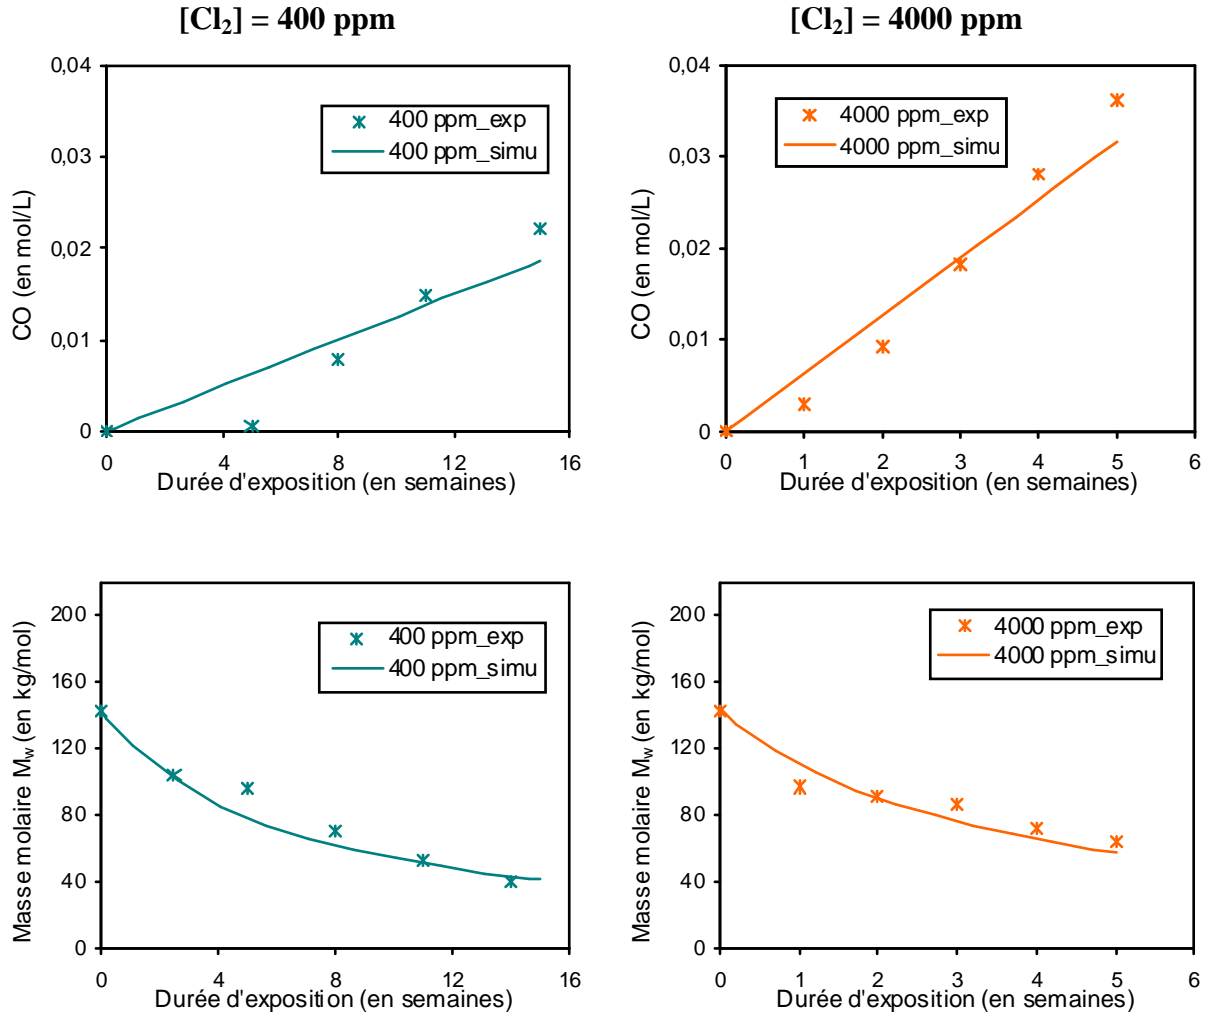 [Cl₂] = 400 ppm
[Cl₂] = 4000 ppm
CO (en mol/L)
0,04
0,03
0,02
0,01
0
400 ppm_exp
400 ppm_simu
0 4 8 12 16
Durée d'exposition (en semaines)
CO (en mol/L)
0,04
0,03
0,02
0,01
0
4000 ppm_exp
4000 ppm_simu
0 1 2 3 4 5 6
Durée d'exposition (en semaines)
Masse molaire Mw (en kg/mol)
200
160
120
80
40
0
400 ppm_exp
400 ppm_simu
0 4 8 12 16
Durée d'exposition (en semaines)
Masse molaire Mw (en kg/mol)
200
160
120
80
40
0
4000 ppm_exp
4000 ppm_simu
0 1 2 3 4 5 6
Durée d'exposition (en semaines)